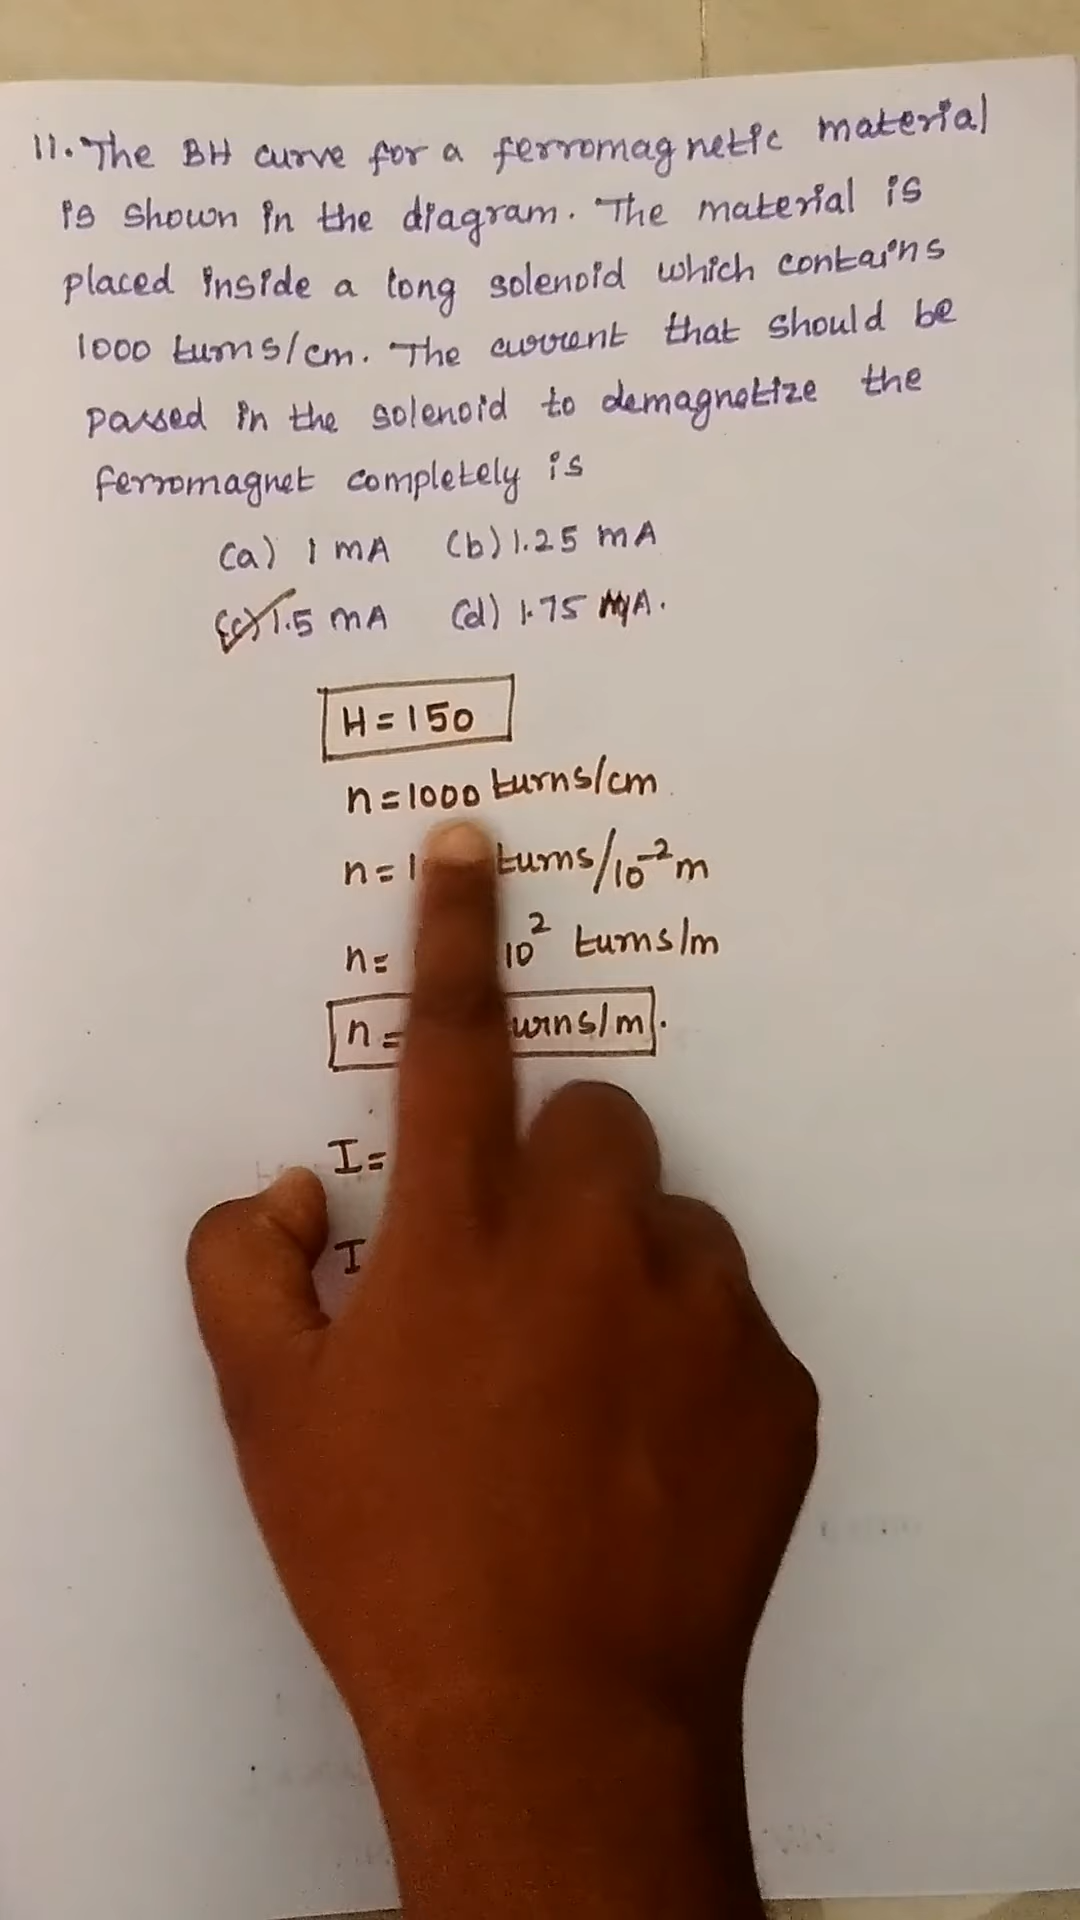 11. The BH curve for a ferromagnetic material
is shown in the diagram. The material is
placed inside a long solenoid which contains
1000 turns/cm. The current that should be
passed in the solenoid to demagnetize the
ferromagnet completely is
(a) 1 mA (b) 1.25 mA
(c) 1.5 mA (d) 1.75 mA.
H = 150
n = 1000 turns/cm
n = 1 turns/10⁻² m
n = 10² turns/m
n = urns/m.
I =
I